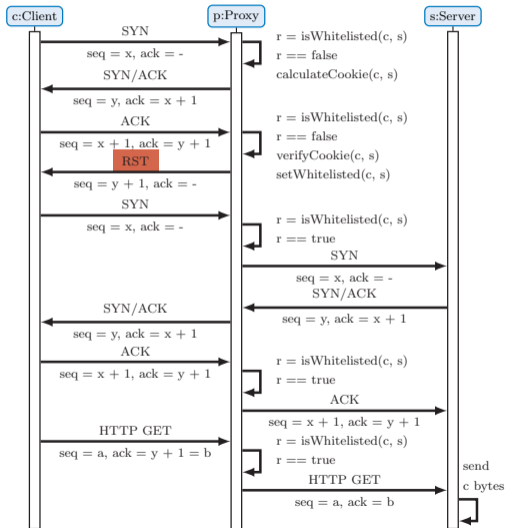 c:Client
p:Proxy
s:Server
SYN
seq = x, ack = -
r = isWhitelisted(c, s)
r == false
calculateCookie(c, s)
SYN/ACK
seq = y, ack = x + 1
ACK
seq = x + 1, ack = y + 1
r = isWhitelisted(c, s)
r == false
verifyCookie(c, s)
setWhitelisted(c, s)
RST
seq = y + 1, ack = -
SYN
seq = x, ack = -
r = isWhitelisted(c, s)
r == true
SYN
seq = x, ack = -
SYN/ACK
seq = y, ack = x + 1
SYN/ACK
seq = y, ack = x + 1
ACK
seq = x + 1, ack = y + 1
r = isWhitelisted(c, s)
r == true
ACK
seq = x + 1, ack = y + 1
HTTP GET
seq = a, ack = y + 1 = b
r = isWhitelisted(c, s)
r == true
HTTP GET
seq = a, ack = b
send
c bytes